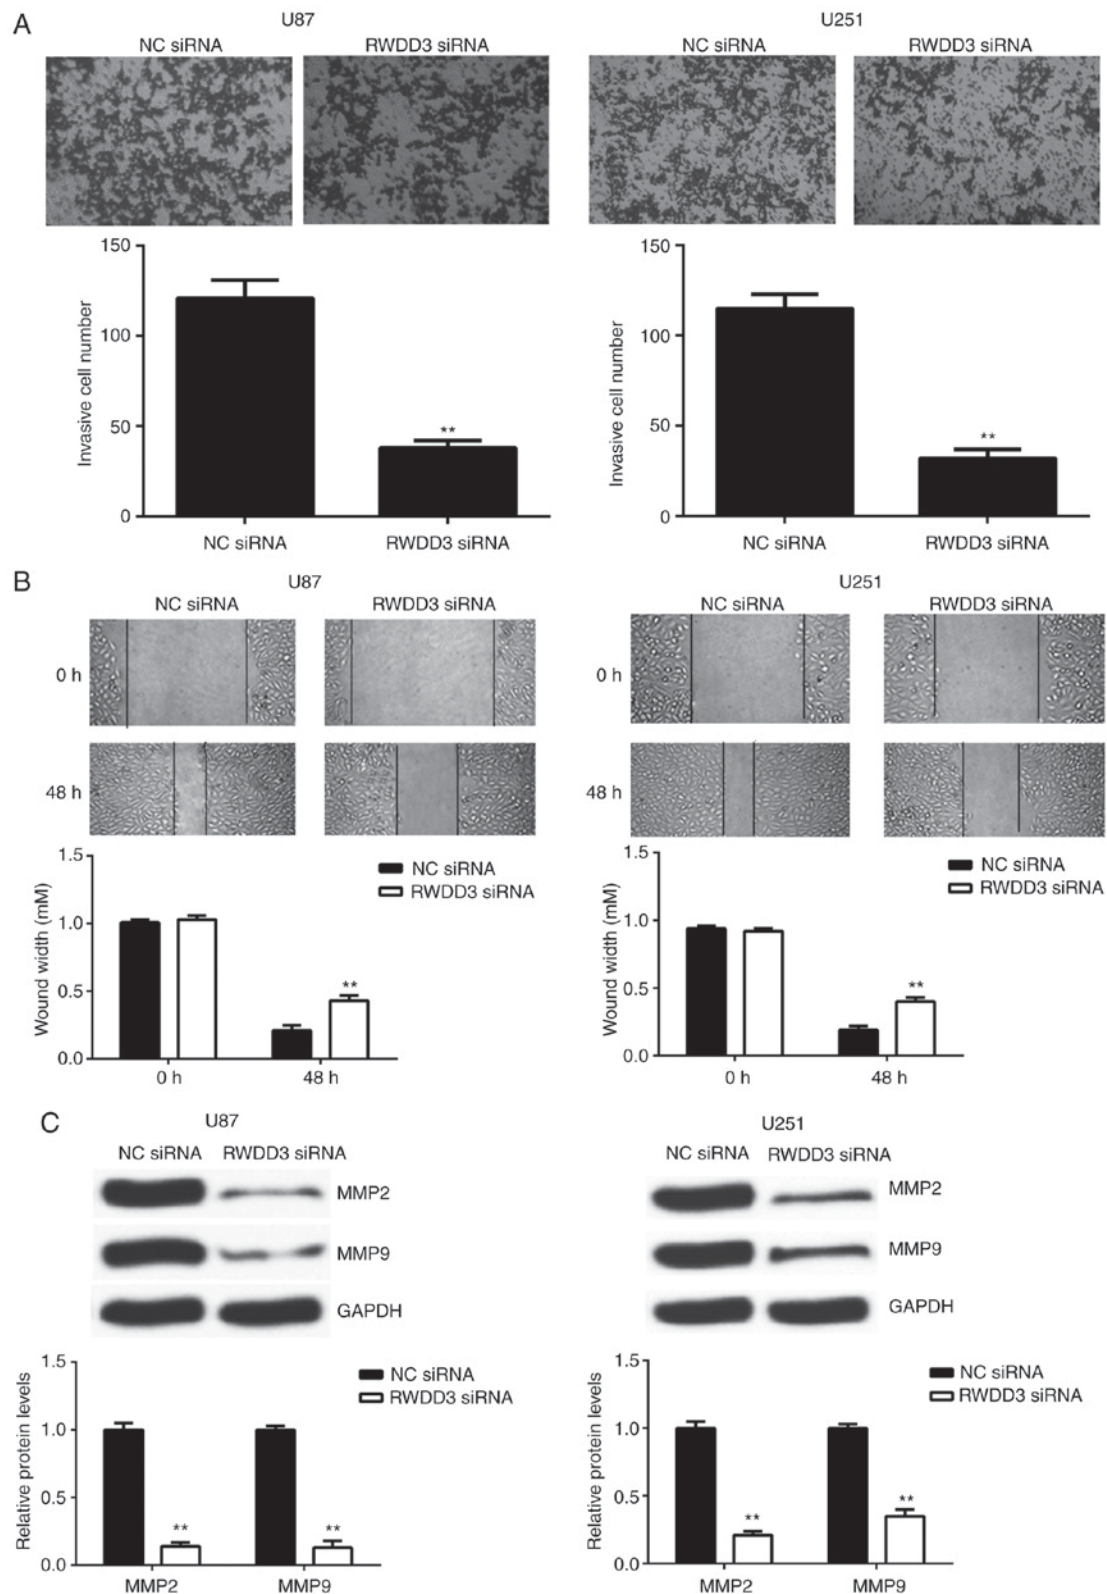 A
U87
U251
NC siRNA
RWDD3 siRNA
NC siRNA
RWDD3 siRNA
Invasive cell number
150
100
50
0
**
NC siRNA
RWDD3 siRNA
Invasive cell number
150
100
50
0
**
NC siRNA
RWDD3 siRNA
B
U87
U251
NC siRNA
RWDD3 siRNA
NC siRNA
RWDD3 siRNA
0 h
0 h
48 h
48 h
Wound width (mM)
1.5
1.0
0.5
0.0
NC siRNA
RWDD3 siRNA
**
0 h
48 h
Wound width (mM)
1.5
1.0
0.5
0.0
NC siRNA
RWDD3 siRNA
**
0 h
48 h
C
U87
U251
NC siRNA
RWDD3 siRNA
NC siRNA
RWDD3 siRNA
MMP2
MMP2
MMP9
MMP9
GAPDH
GAPDH
Relative protein levels
1.5
1.0
0.5
0.0
NC siRNA
RWDD3 siRNA
**
**
MMP2
MMP9
Relative protein levels
1.5
1.0
0.5
0.0
NC siRNA
RWDD3 siRNA
**
**
MMP2
MMP9